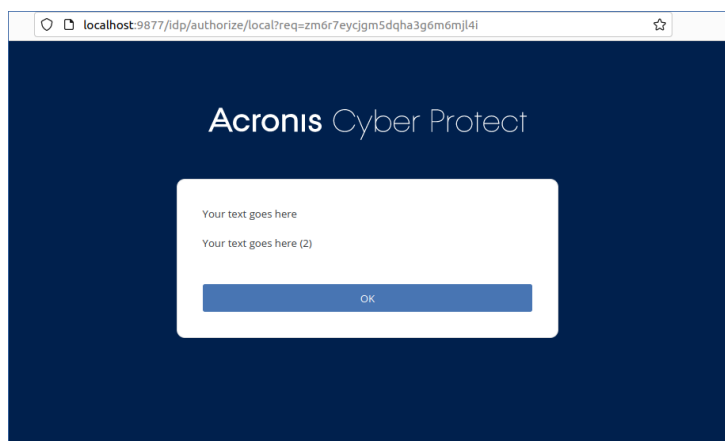 localhost:9877/idp/authorize/local?req=zm6r7eycjgm5dqha3g6m6mjl4i
Acronis Cyber Protect
Your text goes here
Your text goes here (2)
OK